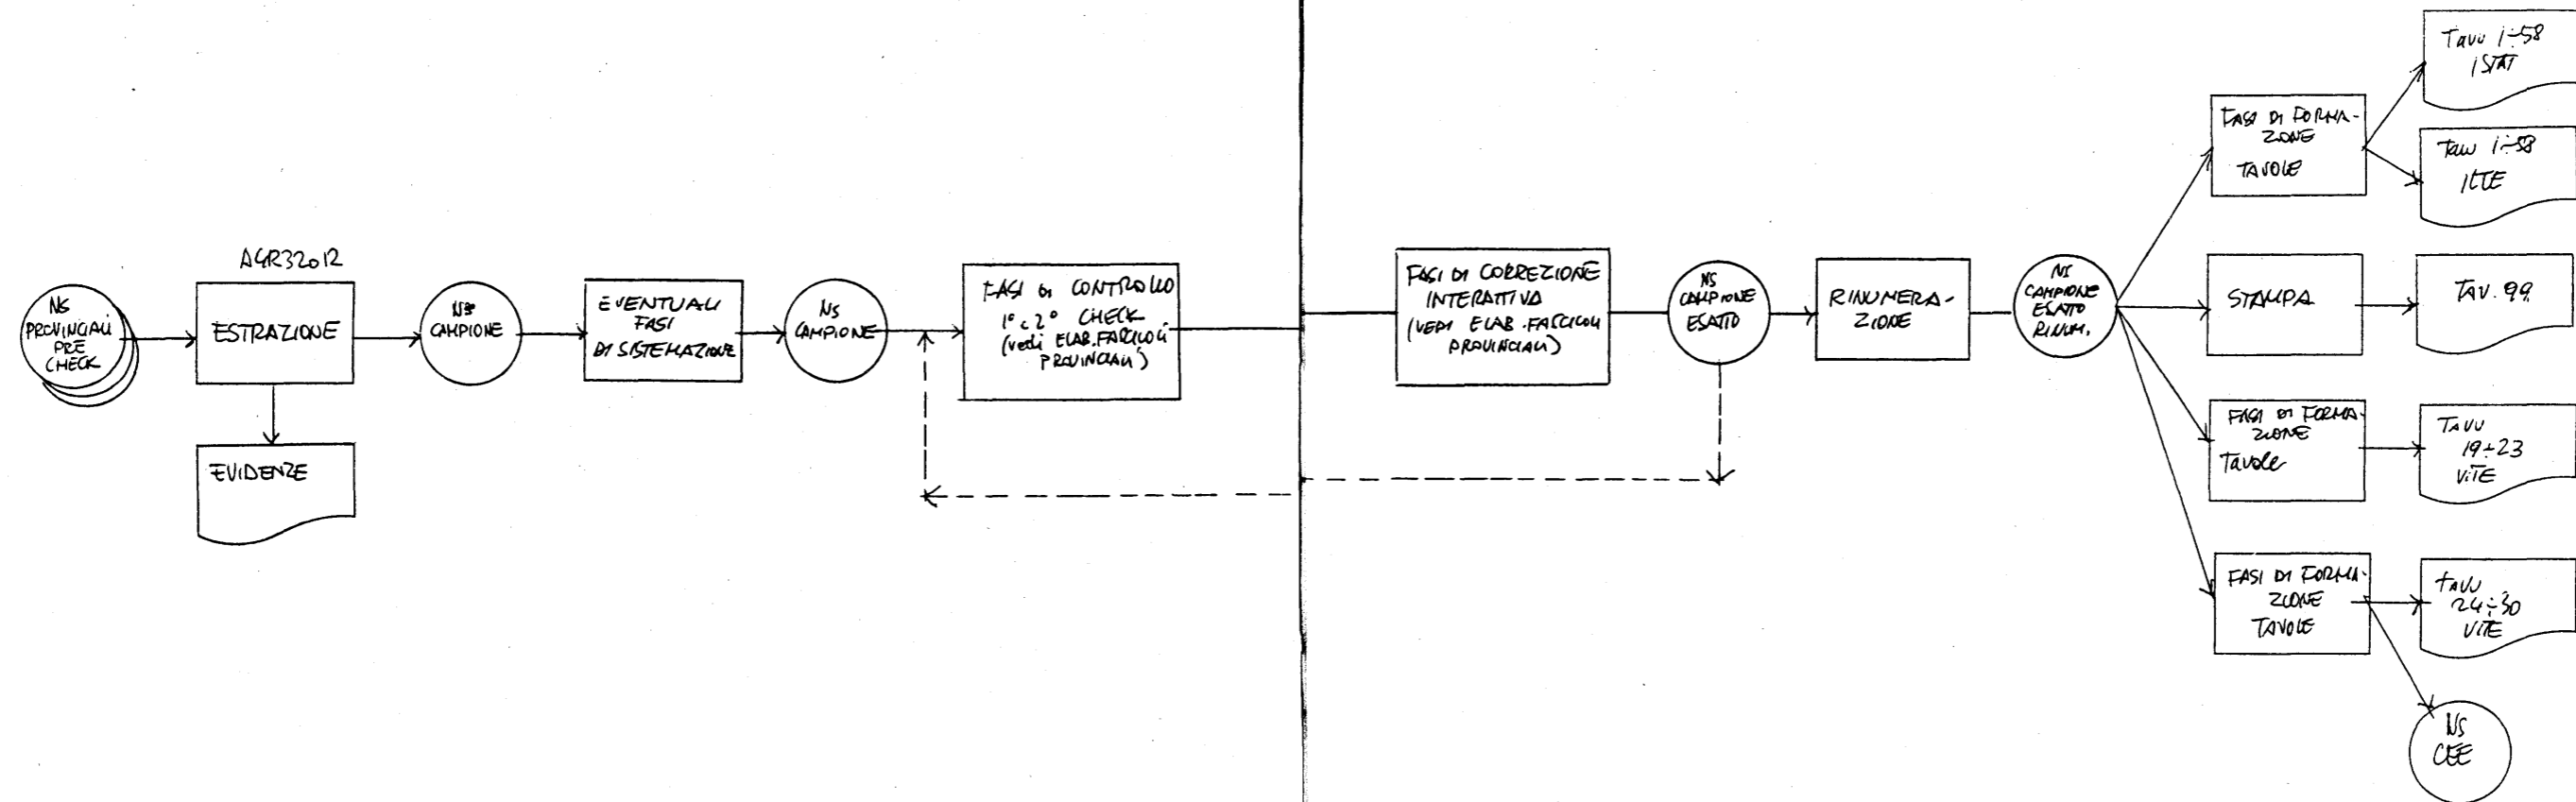 NS
PROVINCIALI
PRE
CHECK
AGR32012
ESTRAZIONE
EVIDENZE
NS
CAMPIONE
EVENTUALI
FASI
DI SISTEMAZIONE
NS
CAMPIONE
FASI DI CONTROLLO
1° e 2° CHECK
(vedi ELAB. FASCICOLI
PROVINCIALI)
FASI DI CORREZIONE
INTERATTIVA
(VEDI ELAB. FASCICOLI
PROVINCIALI)
NS
CAMPIONE
ESATTO
RINUMERA-
ZIONE
NS
CAMPIONE
ESATTO
RINUM.
FASI DI FORMA-
ZIONE
TAVOLE
TAVV 1÷58
ISTAT
TAVV 1÷58
ILTE
STAMPA
TAV. 99
FASI DI FORMA-
ZIONE
Tavole
TAVV
19÷23
VITE
FASI DI FORMA-
ZIONE
TAVOLE
TAVV
24÷30
VITE
NS
CEE